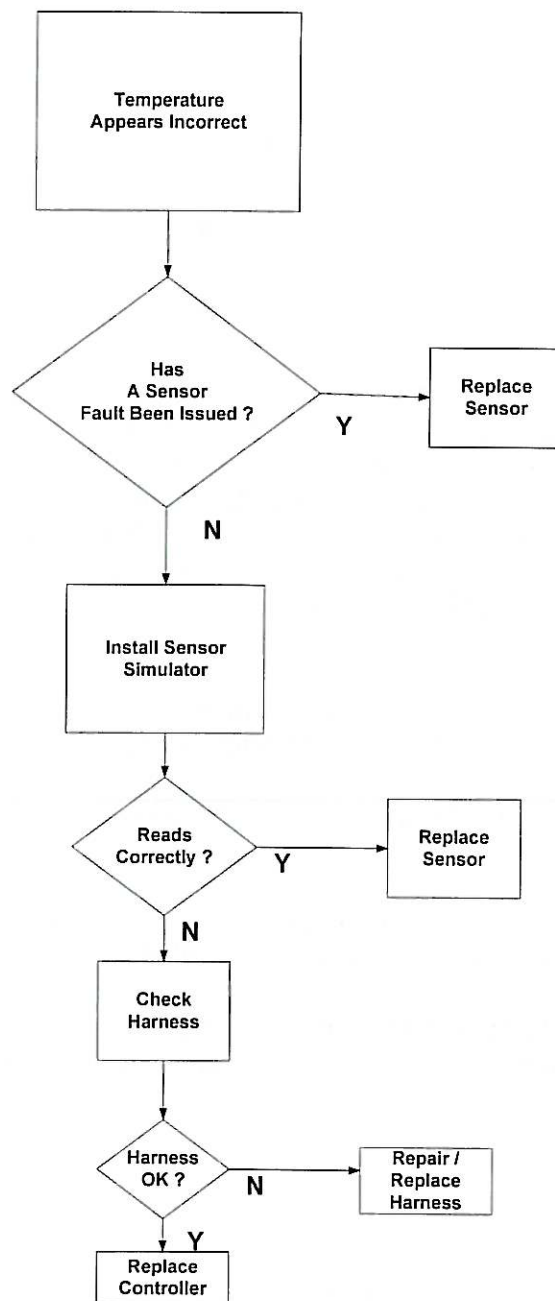 Temperature
Appears Incorrect
Has
A Sensor
Fault Been Issued ?
Y
Replace
Sensor
N
Install Sensor
Simulator
Reads
Correctly ?
Y
Replace
Sensor
N
Check
Harness
Harness
OK ?
N
Repair /
Replace
Harness
Y
Replace
Controller